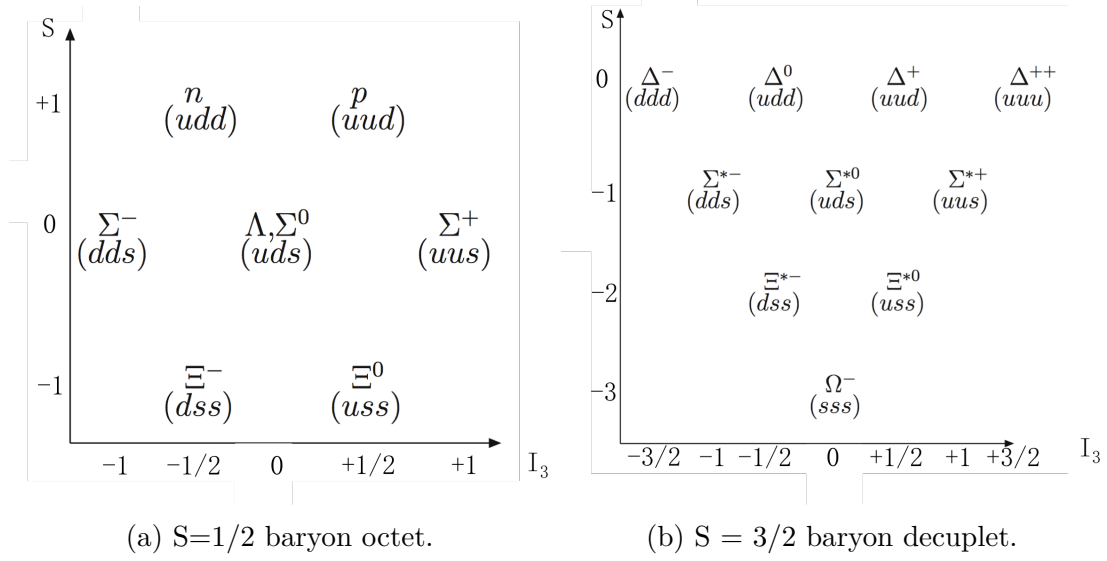 S
+1
n p
(udd) (uud)
0
Σ⁻ Λ,Σ⁰ Σ⁺
(dds) (uds) (uus)
−1
Ξ⁻ Ξ⁰
(dss) (uss)
−1 −1/2 0 +1/2 +1 I₃
(a) S=1/2 baryon octet.
S
0
Δ⁻ Δ⁰ Δ⁺ Δ⁺⁺
(ddd) (udd) (uud) (uuu)
−1
Σ*⁻ Σ*⁰ Σ*⁺
(dds) (uds) (uus)
−2
Ξ*⁻ Ξ*⁰
(dss) (uss)
−3
Ω⁻
(sss)
−3/2 −1 −1/2 0 +1/2 +1 +3/2 I₃
(b) S = 3/2 baryon decuplet.